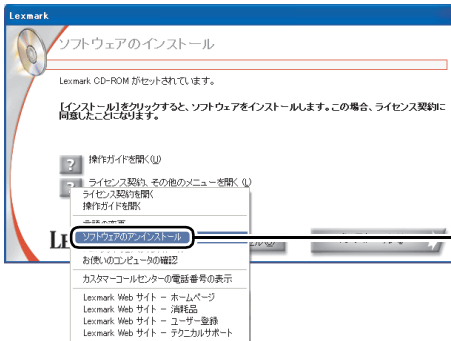 Lexmark
ソフトウェアのインストール
Lexmark CD-ROM がセットされています。
[インストール]をクリックすると、ソフトウェアをインストールします。この場合、ライセンス契約に
同意したことになります。
操作ガイドを開く(U)
ライセンス契約、その他のメニューを開く (L)
ライセンス契約を開く
操作ガイドを開く
言語の変更
ソフトウェアのアンインストール
お使いのコンピュータの確認
カスタマーコールセンターの電話番号の表示
Lexmark Web サイト － ホームページ
Lexmark Web サイト － 消耗品
Lexmark Web サイト － ユーザー登録
Lexmark Web サイト － テクニカルサポート